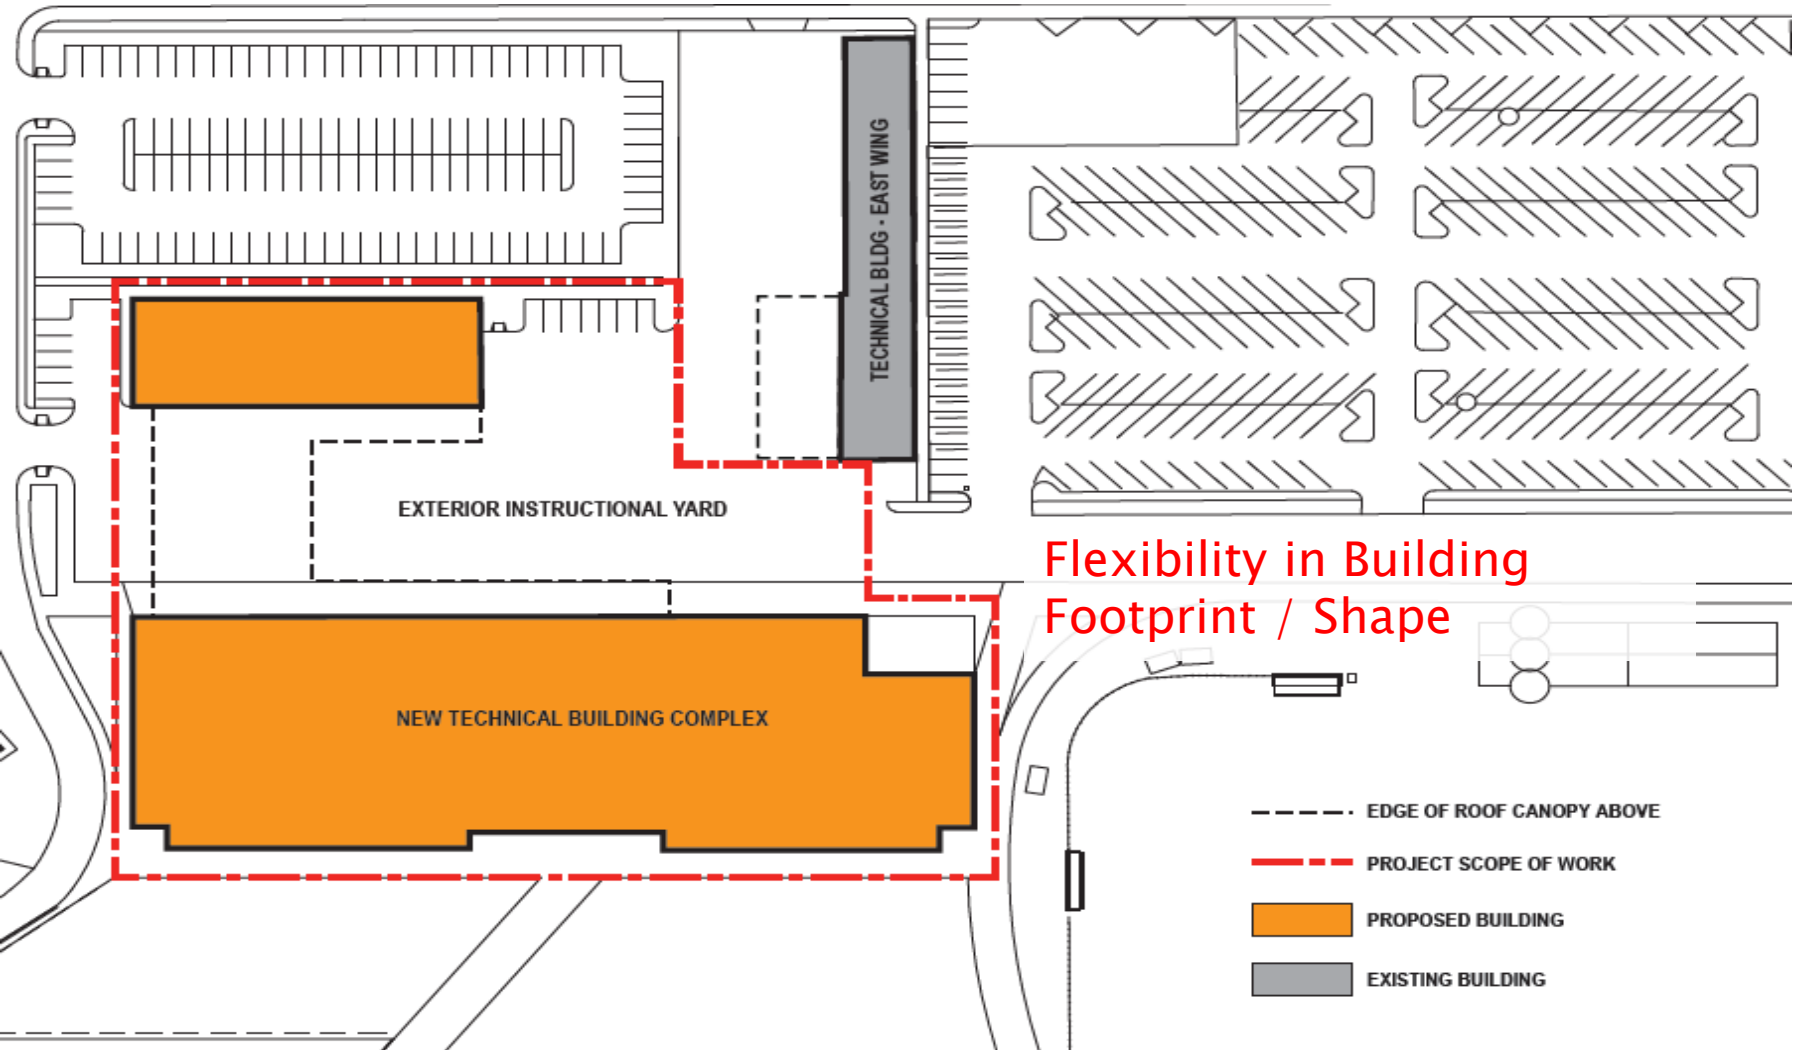 TECHNICAL BLDG - EAST WING
EXTERIOR INSTRUCTIONAL YARD
Flexibility in Building
Footprint / Shape
NEW TECHNICAL BUILDING COMPLEX
EDGE OF ROOF CANOPY ABOVE
PROJECT SCOPE OF WORK
PROPOSED BUILDING
EXISTING BUILDING